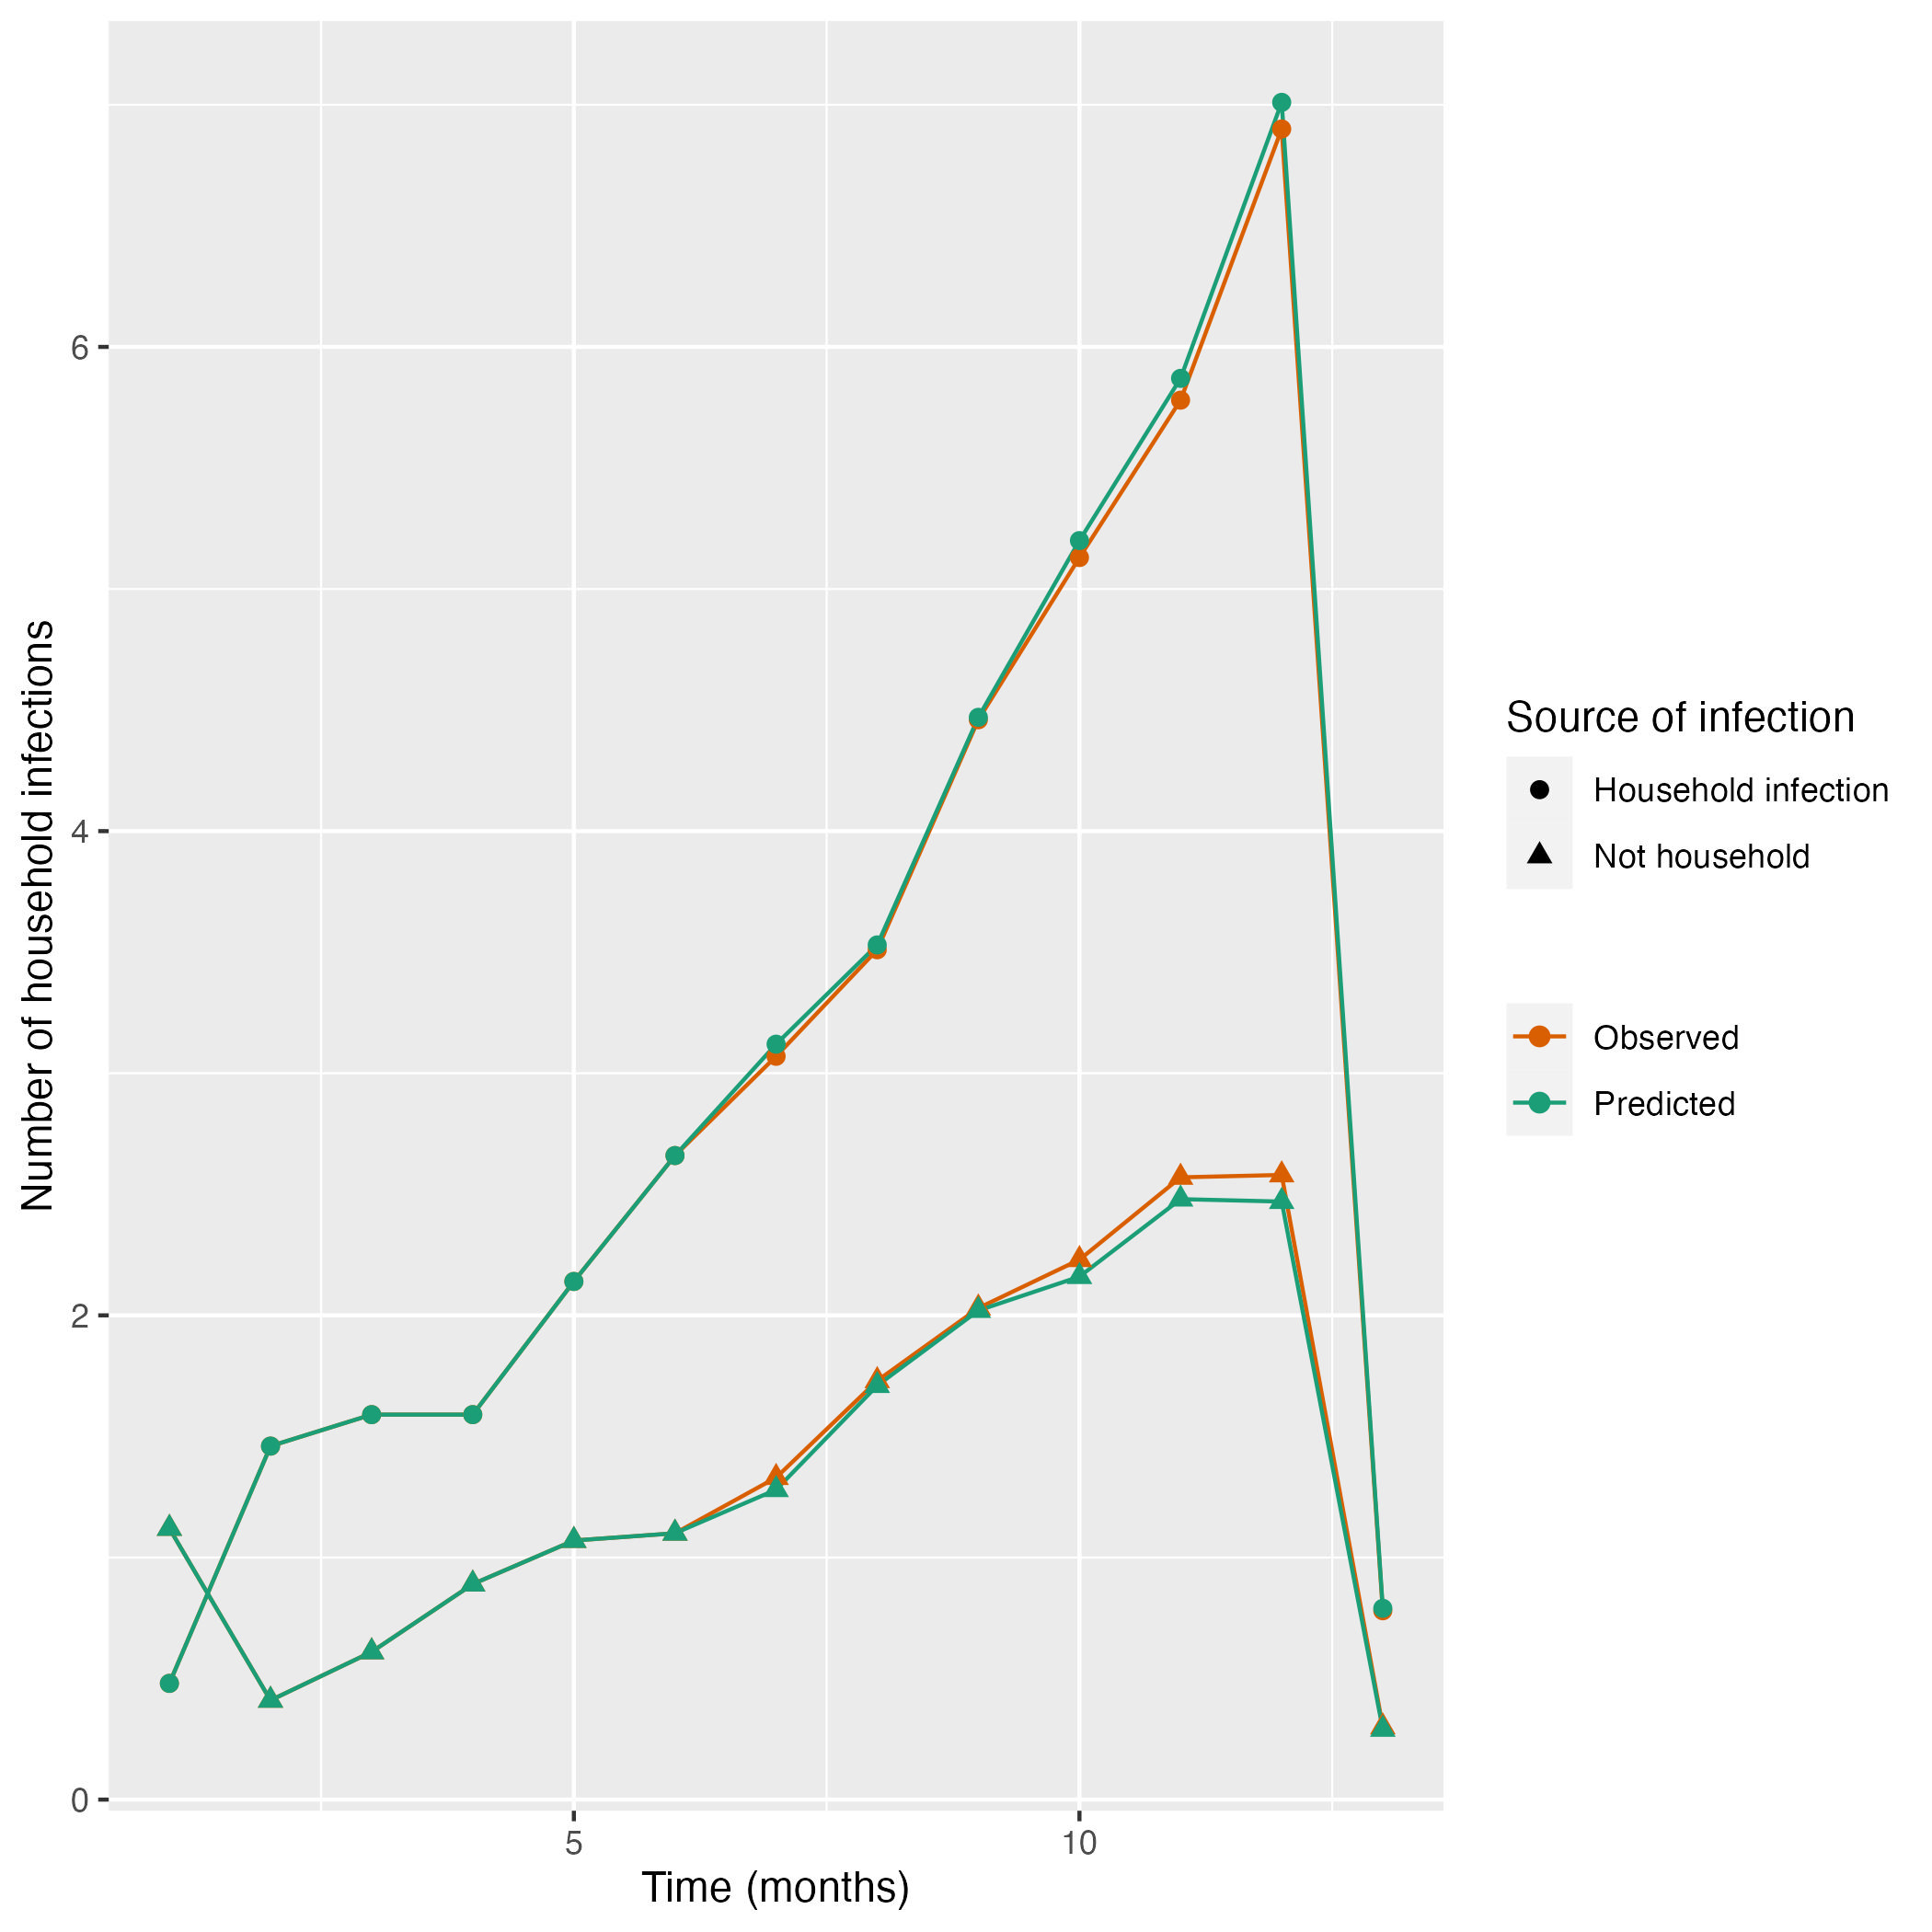 Number of household infections
6
4
2
0
5
10
Time (months)
Source of infection
Household infection
Not household
Observed
Predicted